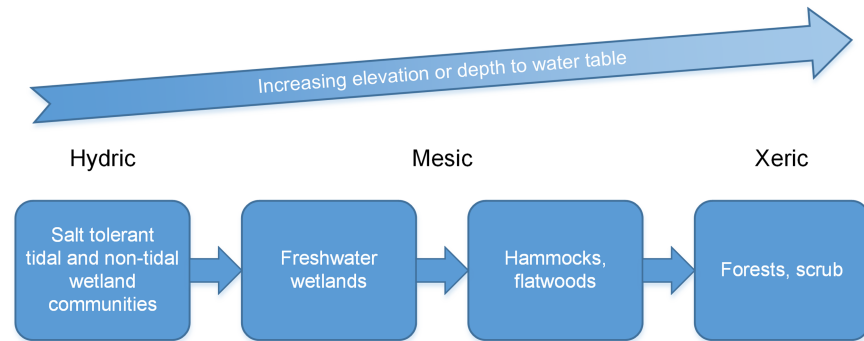 Increasing elevation or depth to water table
Hydric
Mesic
Xeric
Salt tolerant
tidal and non-tidal
wetland
communities
Freshwater
wetlands
Hammocks,
flatwoods
Forests, scrub